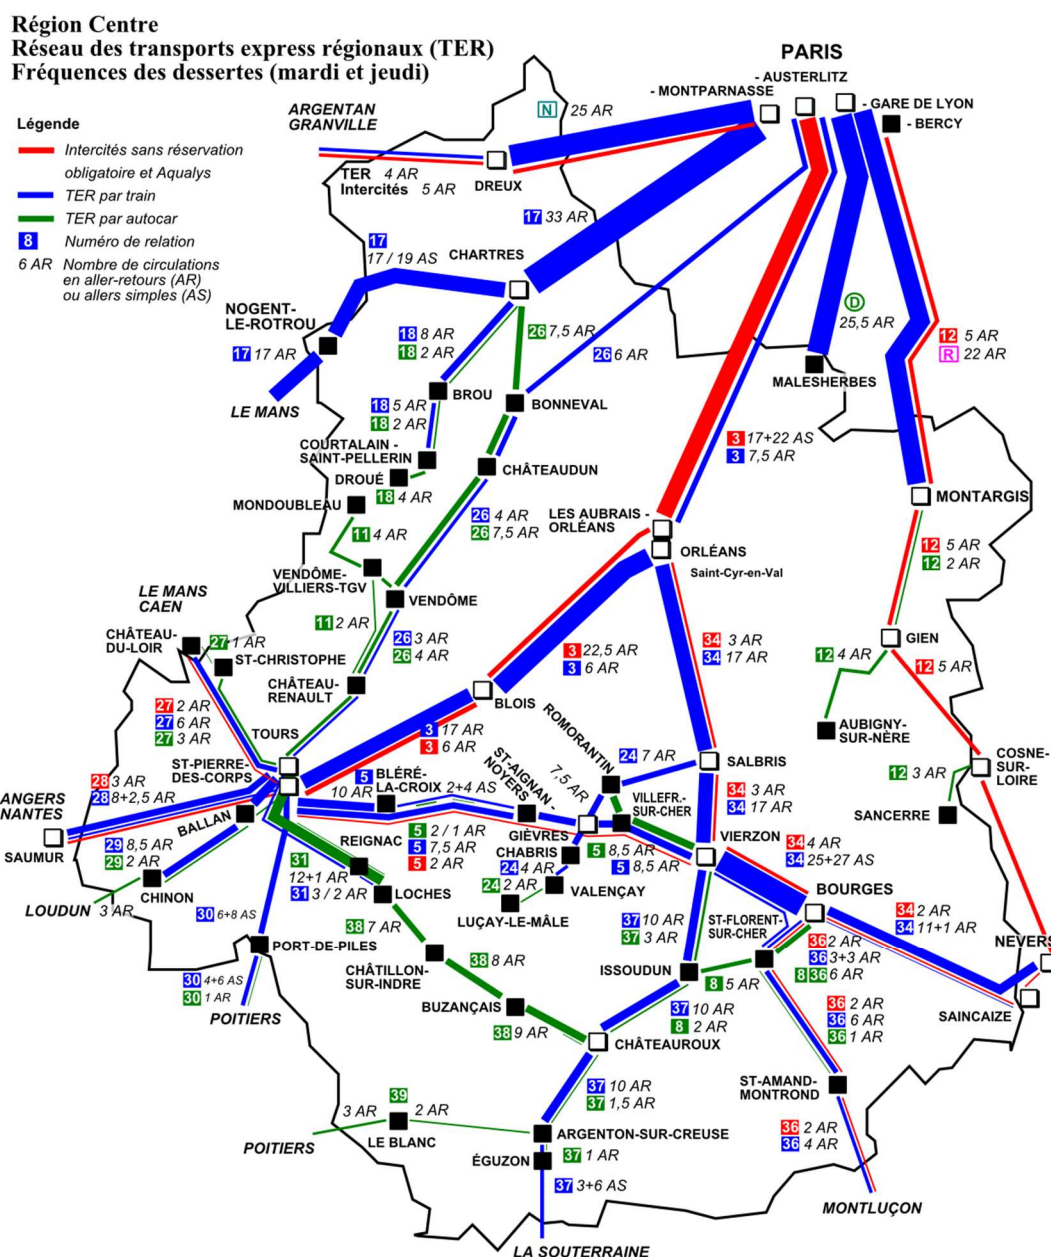 Région Centre
Réseau des transports express régionaux (TER)
Fréquences des dessertes (mardi et jeudi)
PARIS
- AUSTERLITZ
- MONTPARNASSE
- GARE DE LYON
- BERCY
ARGENTAN
GRANVILLE
N 25 AR
Légende
Intercités sans réservation
obligatoire et Aqualys
TER par train
TER par autocar
8 Numéro de relation
6 AR Nombre de circulations
en aller-retours (AR)
ou allers simples (AS)
TER 4 AR
Intercités 5 AR
DREUX
17 33 AR
17
17 / 19 AS
CHARTRES
NOGENT-
LE-ROTROU
17 17 AR
LE MANS
18 8 AR
18 2 AR
26 7,5 AR
26 6 AR
D
25,5 AR
12 5 AR
R 22 AR
MALESHERBES
BROU
BONNEVAL
18 5 AR
18 2 AR
COURTALAIN -
SAINT-PELLERIN
DROUÉ
18 4 AR
CHÂTEAUDUN
3 17+22 AS
3 7,5 AR
MONTARGIS
MONDOUBLEAU
11 4 AR
26 4 AR
26 7,5 AR
LES AUBRAIS -
ORLÉANS
ORLÉANS
Saint-Cyr-en-Val
12 5 AR
12 2 AR
VENDÔME-
VILLIERS-TGV
VENDÔME
LE MANS
CAEN
CHÂTEAU-
DU-LOIR
27 1 AR
ST-CHRISTOPHE
11 2 AR
26 3 AR
26 4 AR
CHÂTEAU-
RENAULT
3 22,5 AR
3 6 AR
34 3 AR
34 17 AR
GIEN
12 4 AR
12 5 AR
AUBIGNY-
SUR-NÈRE
27 2 AR
27 6 AR
27 3 AR
TOURS
ST-PIERRE-
DES-CORPS
BLOIS
3 17 AR
3 6 AR
ROMORANTIN
24 7 AR
SALBRIS
COSNE-
SUR-
LOIRE
12 3 AR
SANCERRE
28 3 AR
28 8+2,5 AR
ANGERS
NANTES
SAUMUR
BALLAN
5
10 AR
BLÉRÉ-
LA-CROIX
2+4 AS
ST-AIGNAN-
NOYERS
7,5 AR
VILLEFR.-
SUR-CHER
34 3 AR
34 17 AR
VIERZON
29 8,5 AR
29 2 AR
REIGNAC
5 2 / 1 AR
5 7,5 AR
5 2 AR
GIÈVRES
CHABRIS
5 8,5 AR
5 8,5 AR
34 4 AR
34 25+27 AS
31
12+1 AR
31 3 / 2 AR
LOCHES
24 4 AR
24 2 AR
VALENÇAY
LUÇAY-LE-MÂLE
BOURGES
CHINON
LOUDUN
3 AR
30 6+8 AS
38 7 AR
37 10 AR
37 3 AR
ST-FLORENT-
SUR-CHER
34 2 AR
34 11+1 AR
NEVERS
PORT-DE-PILES
CHÂTILLON-
SUR-INDRE
38 8 AR
ISSOUDUN
8 5 AR
36 2 AR
36 3+3 AR
8 36 6 AR
SAINCAIZE
30 4+6 AS
30 1 AR
POITIERS
BUZANÇAIS
38 9 AR
37 10 AR
8 2 AR
CHÂTEAUROUX
36 2 AR
36 6 AR
36 1 AR
ST-AMAND-
MONTROND
37 10 AR
37 1,5 AR
39
3 AR
2 AR
LE BLANC
POITIERS
ARGENTON-SUR-CREUSE
37 1 AR
ÉGUZON
37 3+6 AS
36 2 AR
36 4 AR
MONTLUÇON
LA SOUTERRAINE